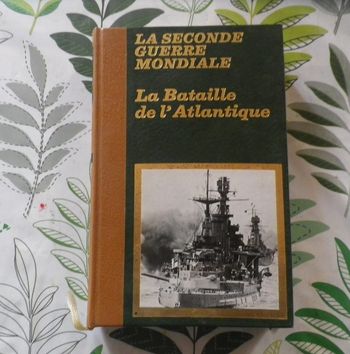 LA SECONDE
GUERRE
MONDIALE
La Bataille
de l'Atlantique